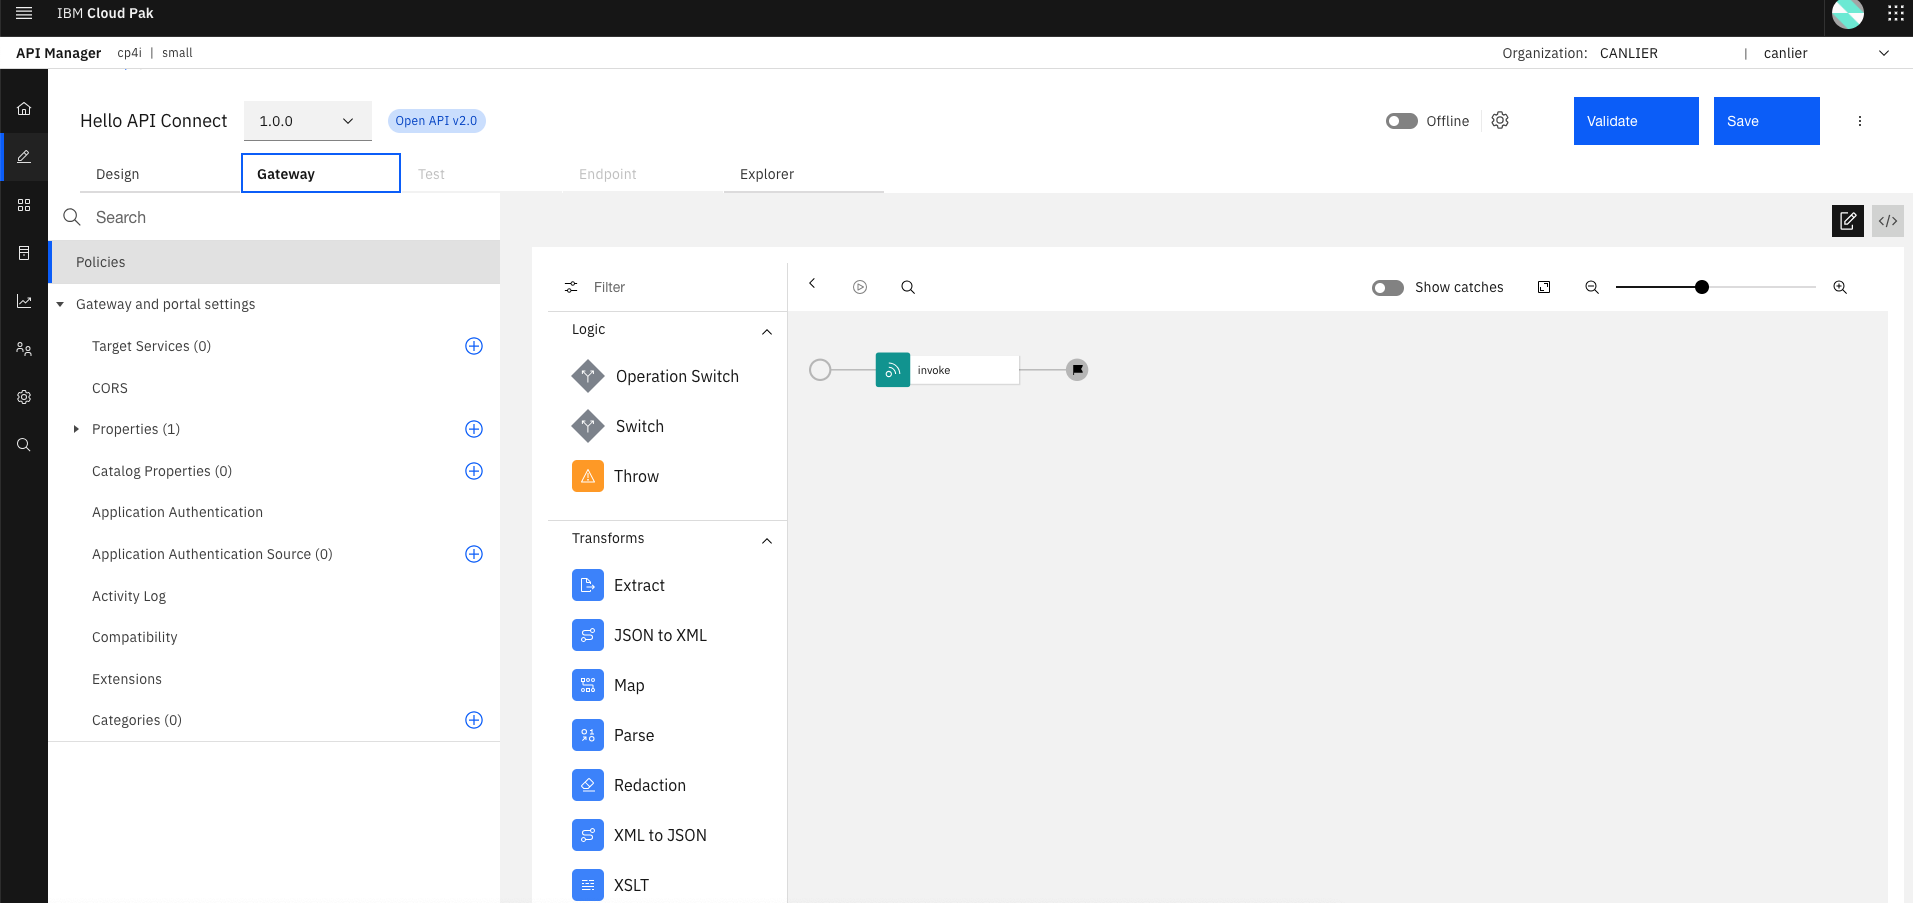 IBM Cloud Pak
API Manager cp4i | small Organization: CANLIER | canlier
Hello API Connect 1.0.0 Open API v2.0 Offline Validate Save
Design Gateway Test Endpoint Explorer
Search
</>
Policies
Gateway and portal settings
Target Services (0)
CORS
Properties (1)
Catalog Properties (0)
Application Authentication
Application Authentication Source (0)
Activity Log
Compatibility
Extensions
Categories (0)
Filter
Logic
Operation Switch
Switch
Throw
Transforms
Extract
JSON to XML
Map
Parse
Redaction
XML to JSON
XSLT
Show catches
invoke